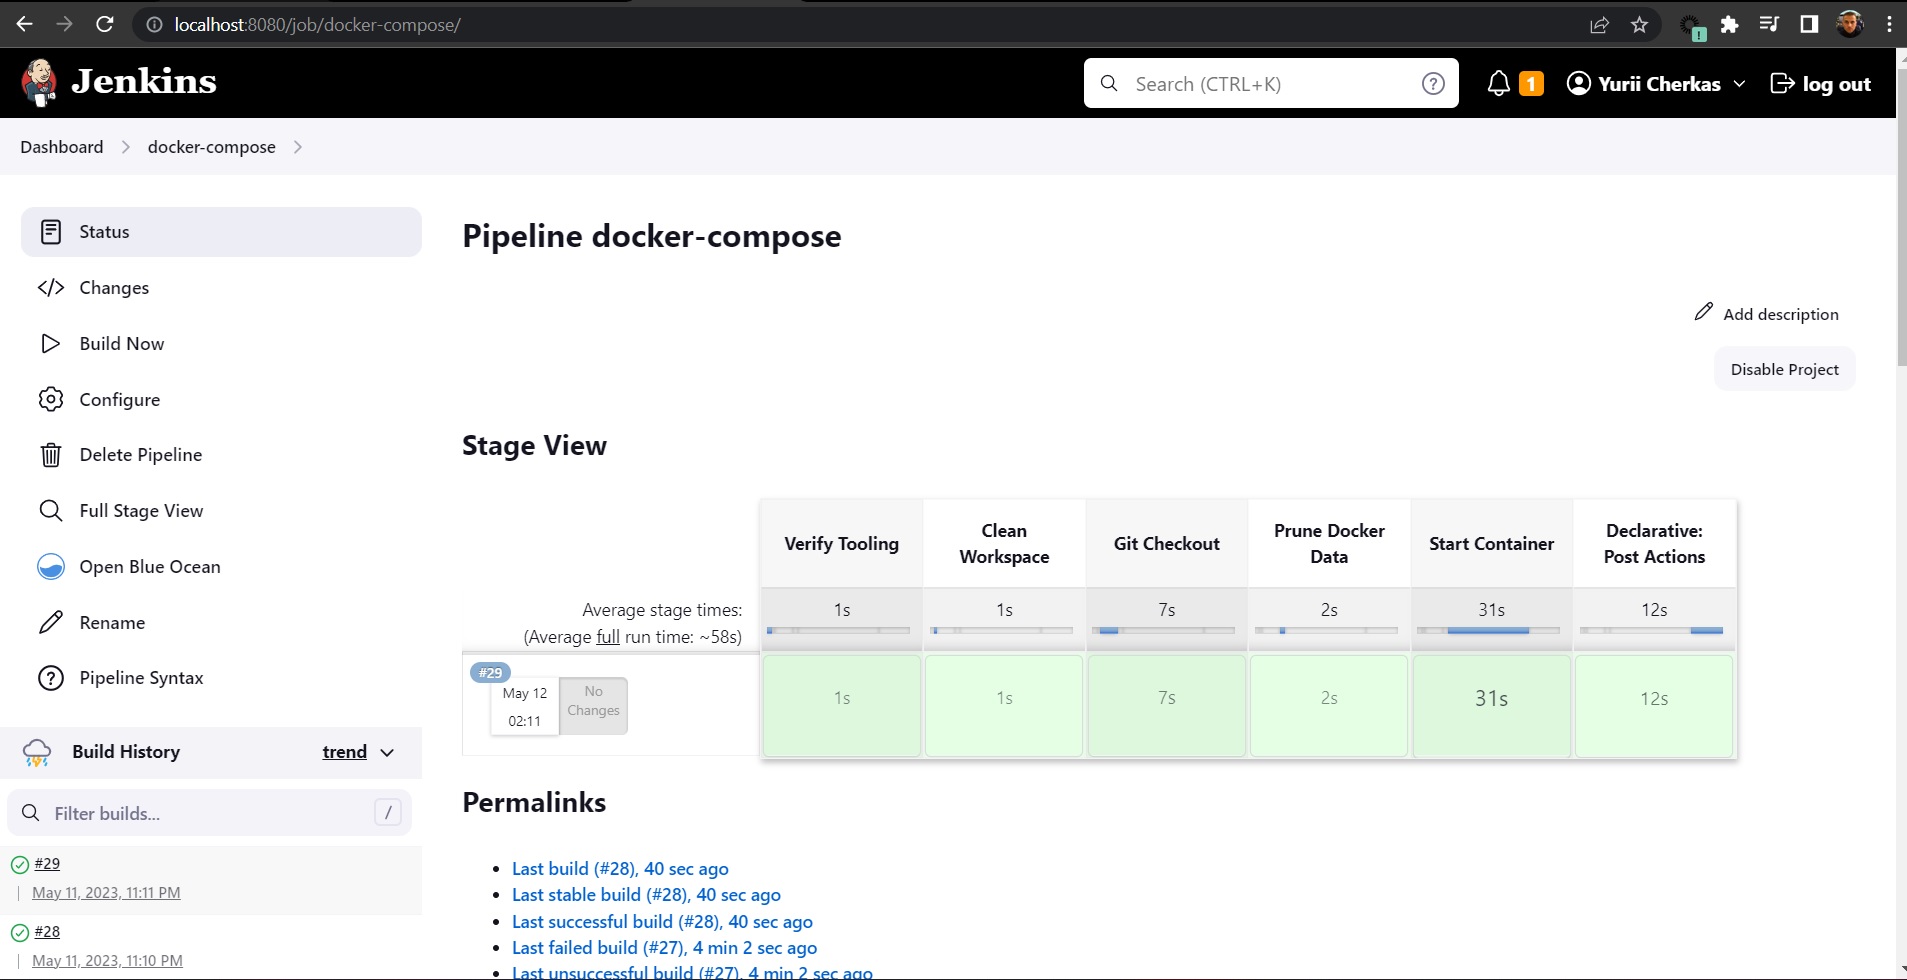 localhost:8080/job/docker-compose/
Jenkins
Search (CTRL+K)
?
1
Yurii Cherkas
log out
Dashboard
docker-compose
Status
Changes
Build Now
Configure
Delete Pipeline
Full Stage View
Open Blue Ocean
Rename
Pipeline Syntax
Build History
trend
Filter builds...
/
#29
May 11, 2023, 11:11 PM
#28
May 11, 2023, 11:10 PM
Pipeline docker-compose
Add description
Disable Project
Stage View
Verify Tooling
Clean
Workspace
Git Checkout
Prune Docker
Data
Start Container
Declarative:
Post Actions
Average stage times:
(Average full run time: ~58s)
1s
1s
7s
2s
31s
12s
#29
May 12
02:11
No
Changes
1s
1s
7s
2s
31s
12s
Permalinks
Last build (#28), 40 sec ago
Last stable build (#28), 40 sec ago
Last successful build (#28), 40 sec ago
Last failed build (#27), 4 min 2 sec ago
Last unsuccessful build (#27), 4 min 2 sec ago